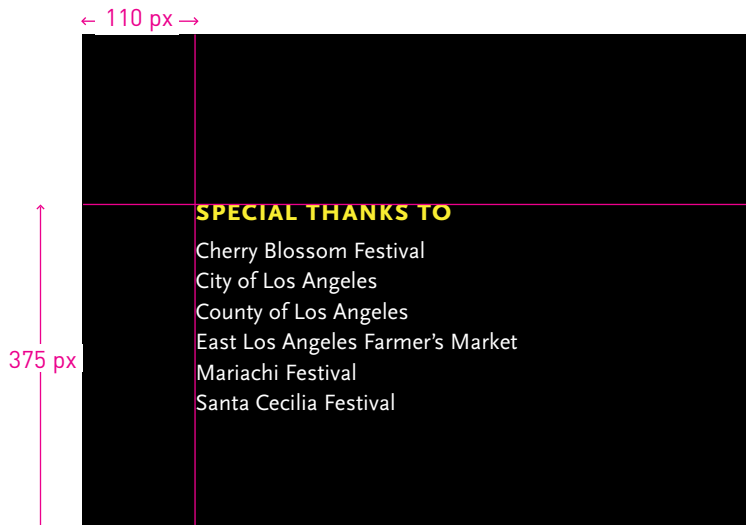 ← 110 px →
SPECIAL THANKS TO
Cherry Blossom Festival
City of Los Angeles
County of Los Angeles
East Los Angeles Farmer’s Market
375 px
Mariachi Festival
Santa Cecilia Festival